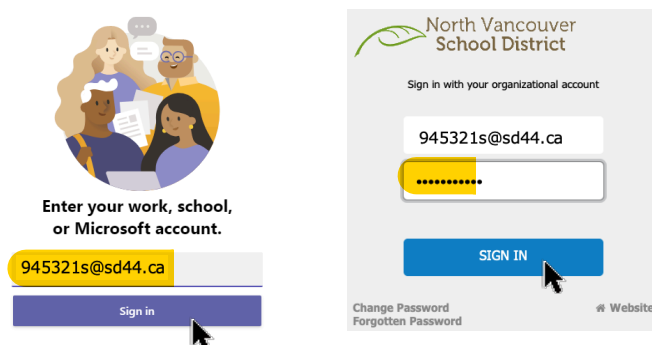 Enter your work, school,
or Microsoft account.
945321s@sd44.ca
Sign in
North Vancouver
School District
Sign in with your organizational account
945321s@sd44.ca
•••••••••••
SIGN IN
Change Password
Website
Forgotten Password